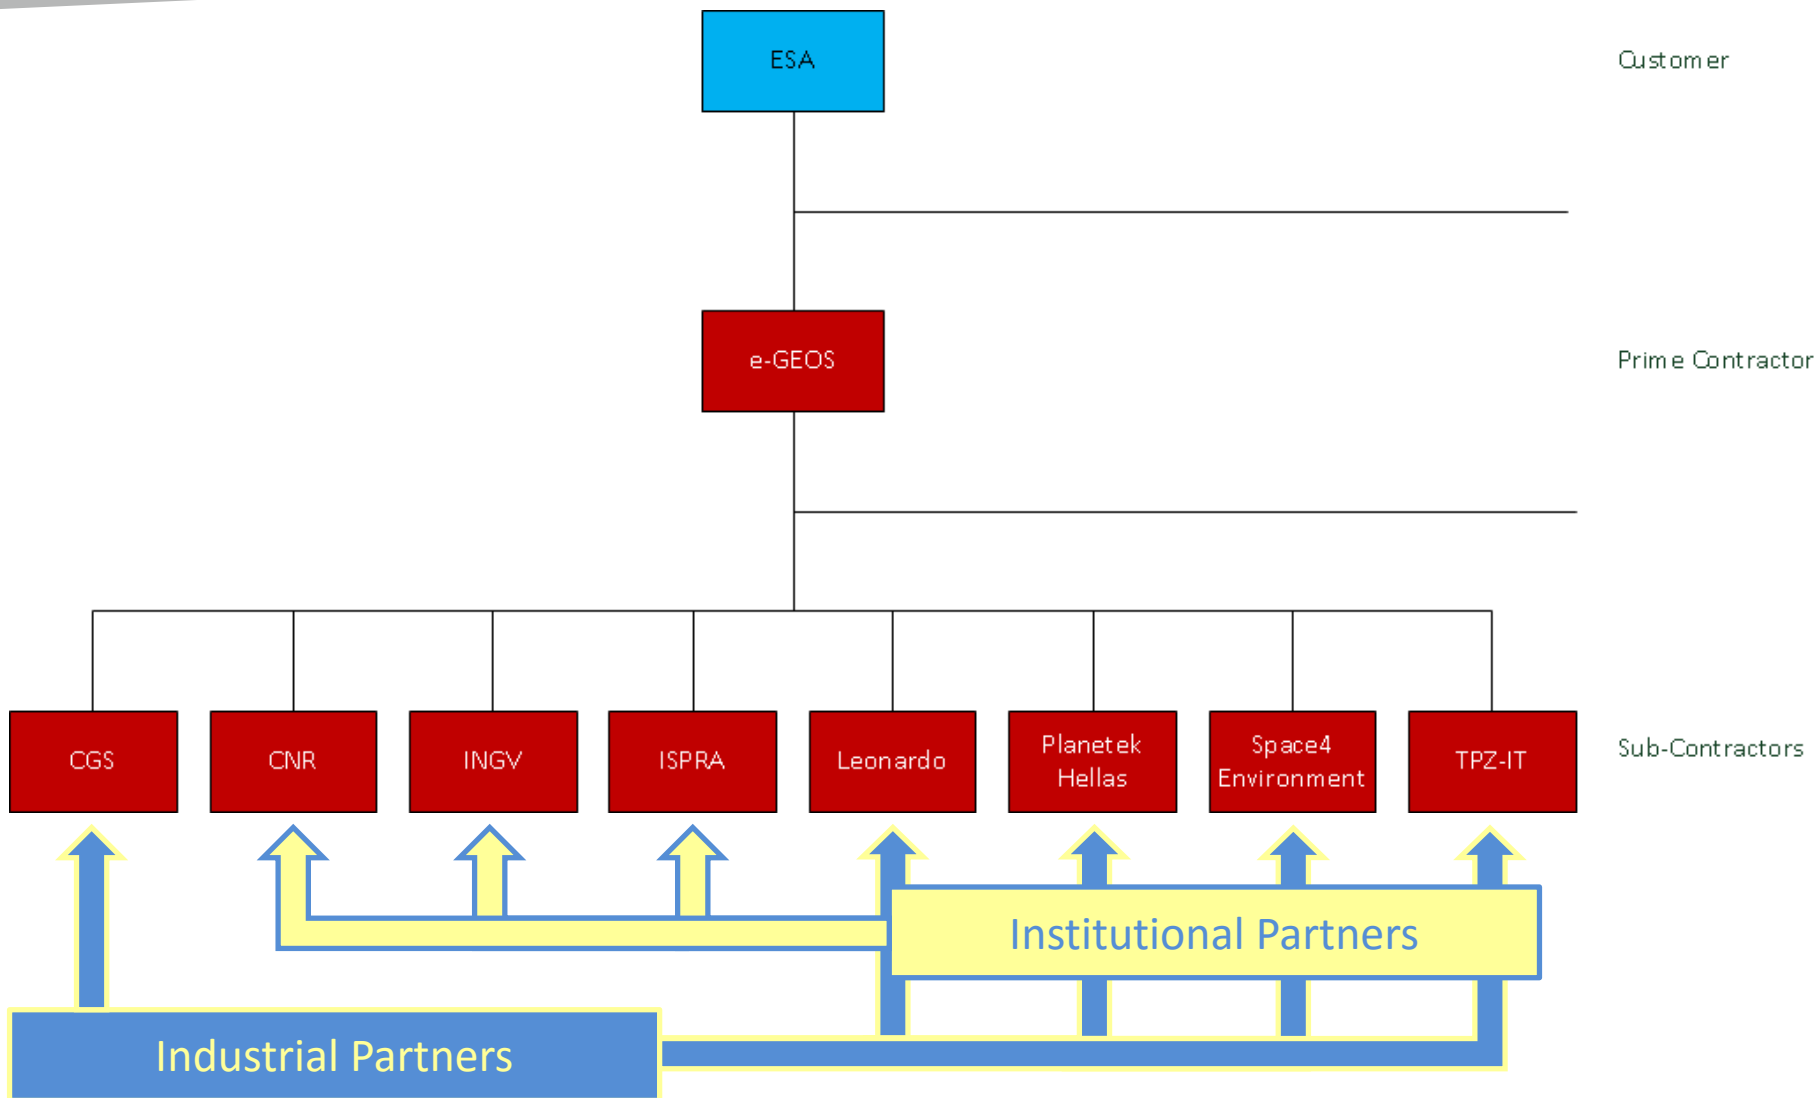 ESA
Customer
e-GEOS
Prime Contractor
CGS
CNR
INGV
ISPRA
Leonardo
Planetek
Hellas
Space4
Environment
TPZ-IT
Sub-Contractors
Institutional Partners
Industrial Partners